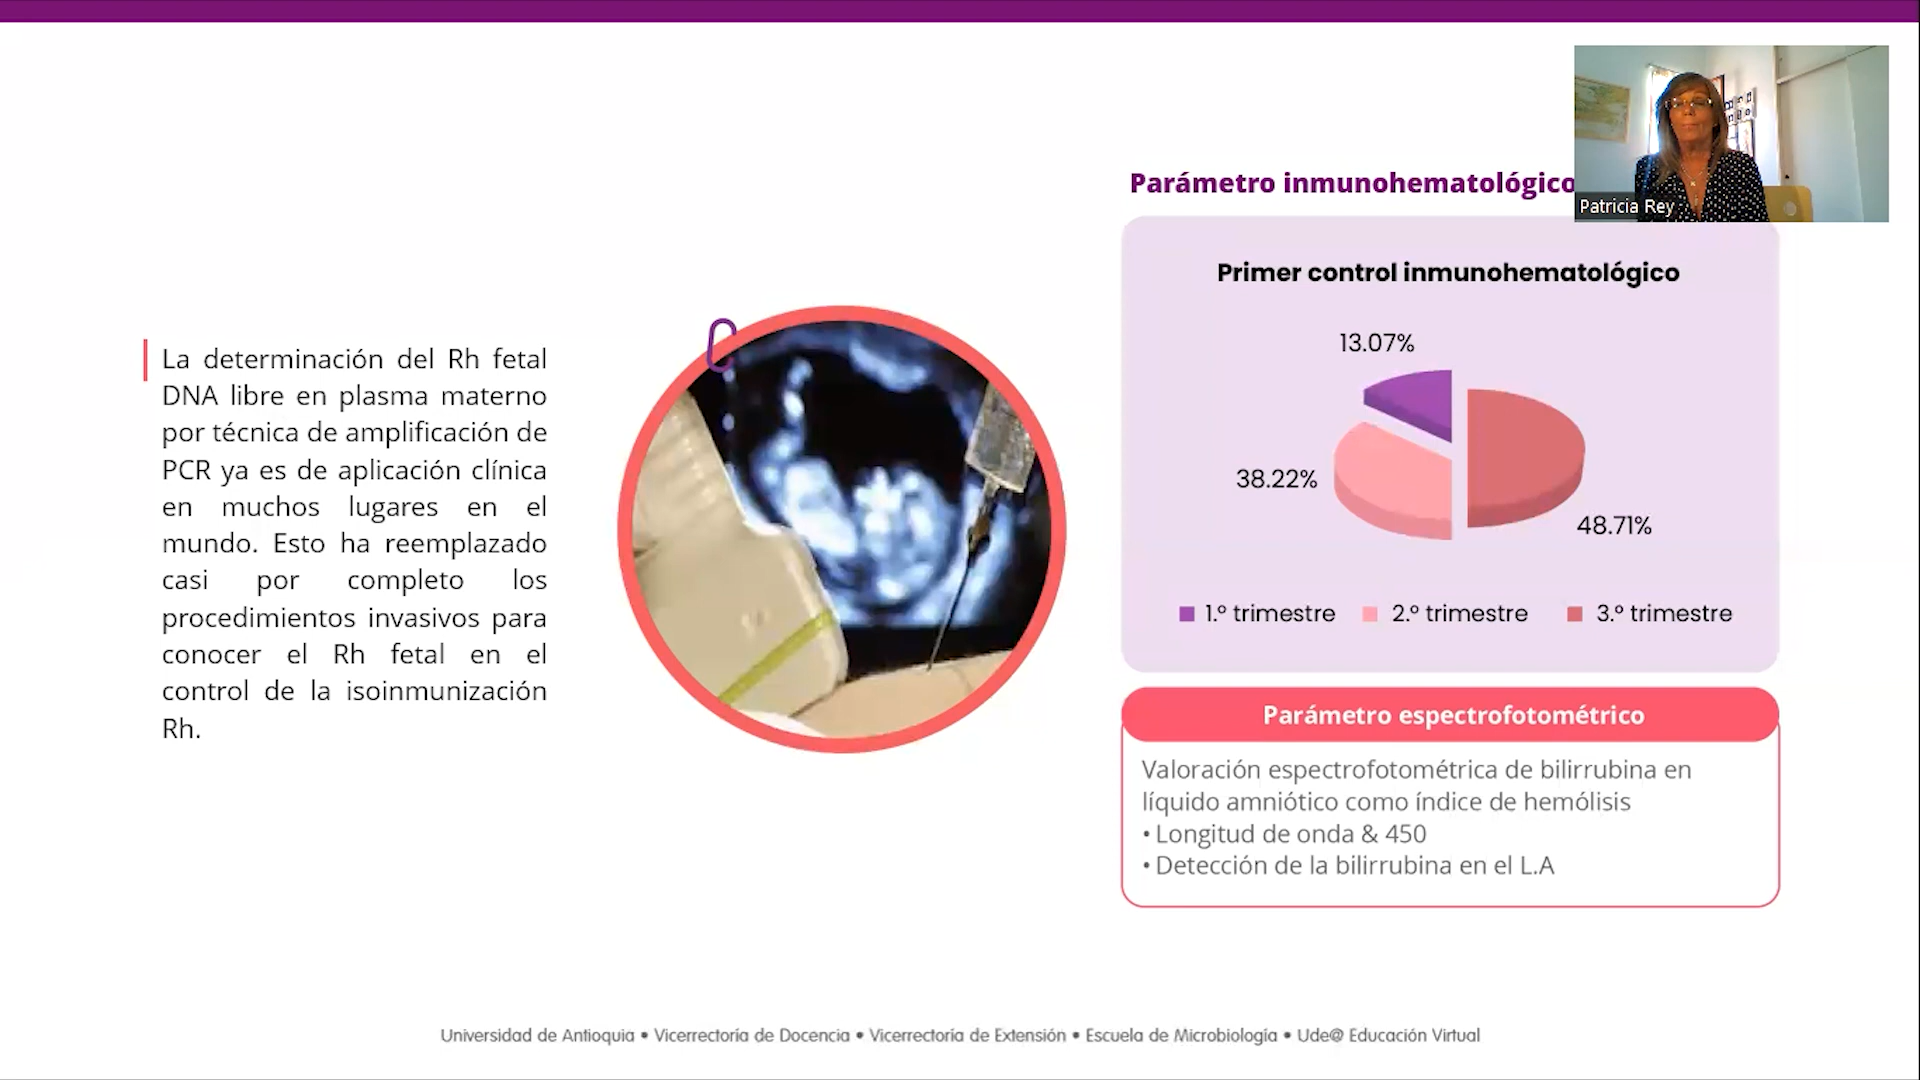 Patricia Rey
Parámetro inmunohematológico
La determinación del Rh fetal
DNA libre en plasma materno
por técnica de amplificación de
PCR ya es de aplicación clínica
en muchos lugares en el
mundo. Esto ha reemplazado
casi por completo los
procedimientos invasivos para
conocer el Rh fetal en el
control de la isoinmunización
Rh.
Primer control inmunohematológico
13.07%
38.22%
48.71%
1.º trimestre
2.º trimestre
3.º trimestre
Parámetro espectrofotométrico
Valoración espectrofotométrica de bilirrubina en
líquido amniótico como índice de hemólisis
• Longitud de onda & 450
• Detección de la bilirrubina en el L.A
Universidad de Antioquia • Vicerrectoría de Docencia • Vicerrectoría de Extensión • Escuela de Microbiología • Ude@ Educación Virtual